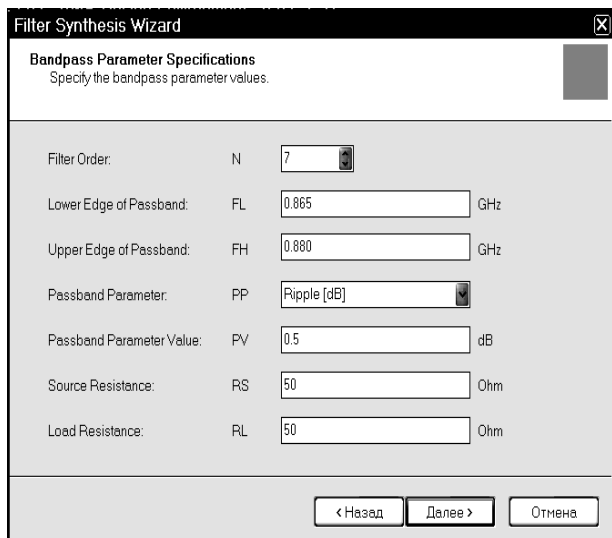 Filter Synthesis Wizard
Bandpass Parameter Specifications
Specify the bandpass parameter values.
Filter Order: N 7
Lower Edge of Passband: FL 0.865 GHz
Upper Edge of Passband: FH 0.880 GHz
Passband Parameter: PP Ripple [dB]
Passband Parameter Value: PV 0.5 dB
Source Resistance: RS 50 Ohm
Load Resistance: RL 50 Ohm
< Назад Далее > Отмена